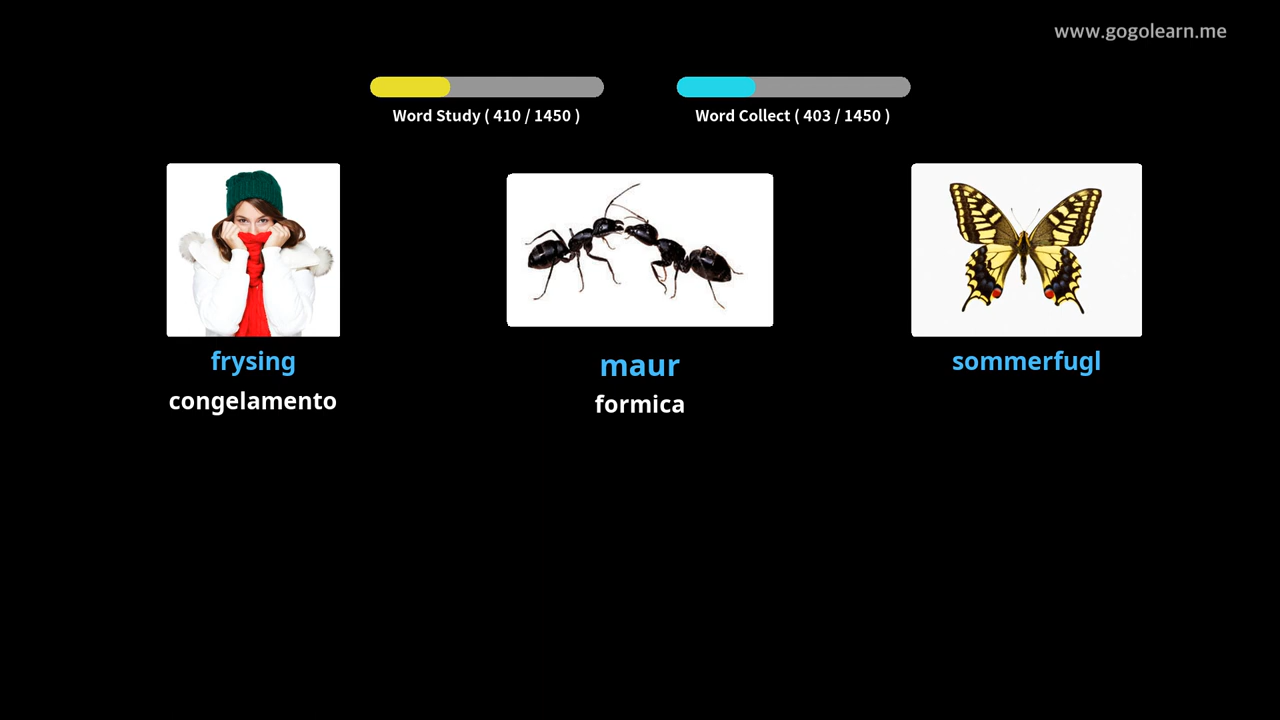 www.gogolearn.me
Word Study ( 410 / 1450 )
Word Collect ( 403 / 1450 )
frysing
maur
sommerfugl
congelamento
formica